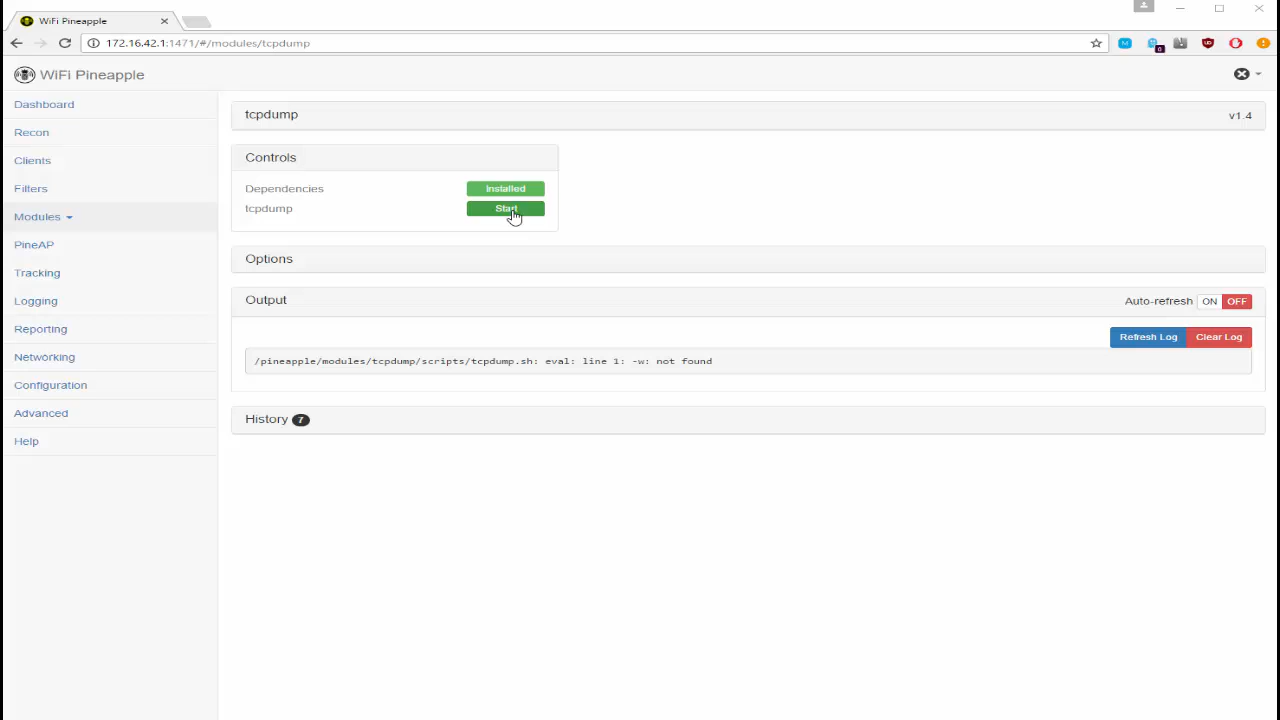 WiFi Pineapple
172.16.42.1:1471/#/modules/tcpdump
WiFi Pineapple
Dashboard
Recon
Clients
Filters
Modules
PineAP
Tracking
Logging
Reporting
Networking
Configuration
Advanced
Help
tcpdump v1.4
Controls
Dependencies Installed
tcpdump Start
Options
Output Auto-refresh ON OFF
Refresh Log Clear Log
/pineapple/modules/tcpdump/scripts/tcpdump.sh: eval: line 1: -w: not found
History 7